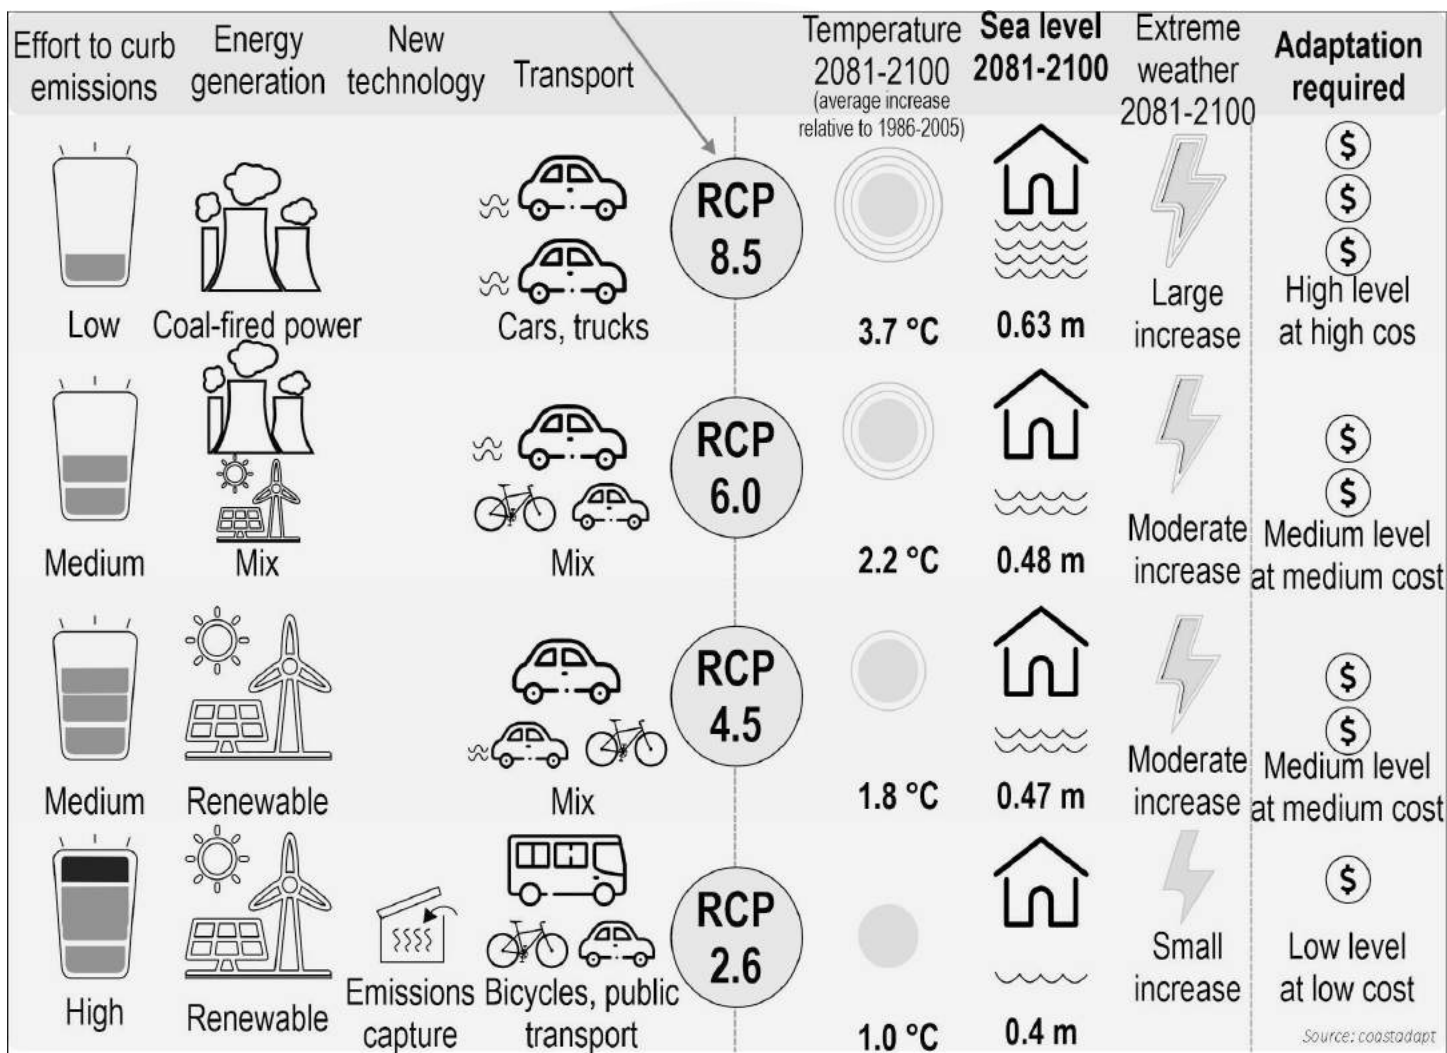 Effort to curb
emissions
Energy
generation
New
technology
Transport
Temperature
2081-2100
(average increase
relative to 1986-2005)
Sea level
2081-2100
Extreme
weather
2081-2100
Adaptation
required
Low
Coal-fired power
Cars, trucks
RCP
8.5
3.7 °C
0.63 m
Large
increase
$
$
$
High level
at high cos
Medium
Mix
Mix
RCP
6.0
2.2 °C
0.48 m
Moderate
increase
$
$
Medium level
at medium cost
Medium
Renewable
Mix
RCP
4.5
1.8 °C
0.47 m
Moderate
increase
$
$
Medium level
at medium cost
High
Renewable
Emissions
capture
Bicycles, public
transport
RCP
2.6
1.0 °C
0.4 m
Small
increase
$
Low level
at low cost
Source: coastadapt